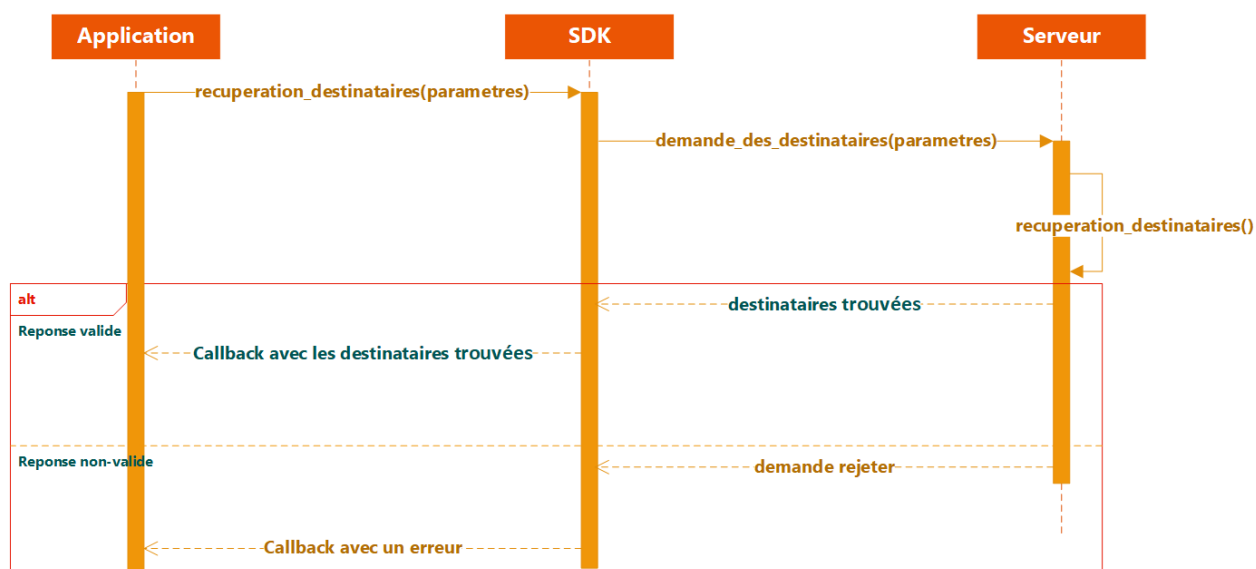 Application
SDK
Serveur
recuperation_destinataires(parametres)
demande_des_destinataires(parametres)
recuperation_destinataires()
alt
destinataires trouvées
Reponse valide
Callback avec les destinataires trouvées
Reponse non-valide
demande rejeter
Callback avec un erreur